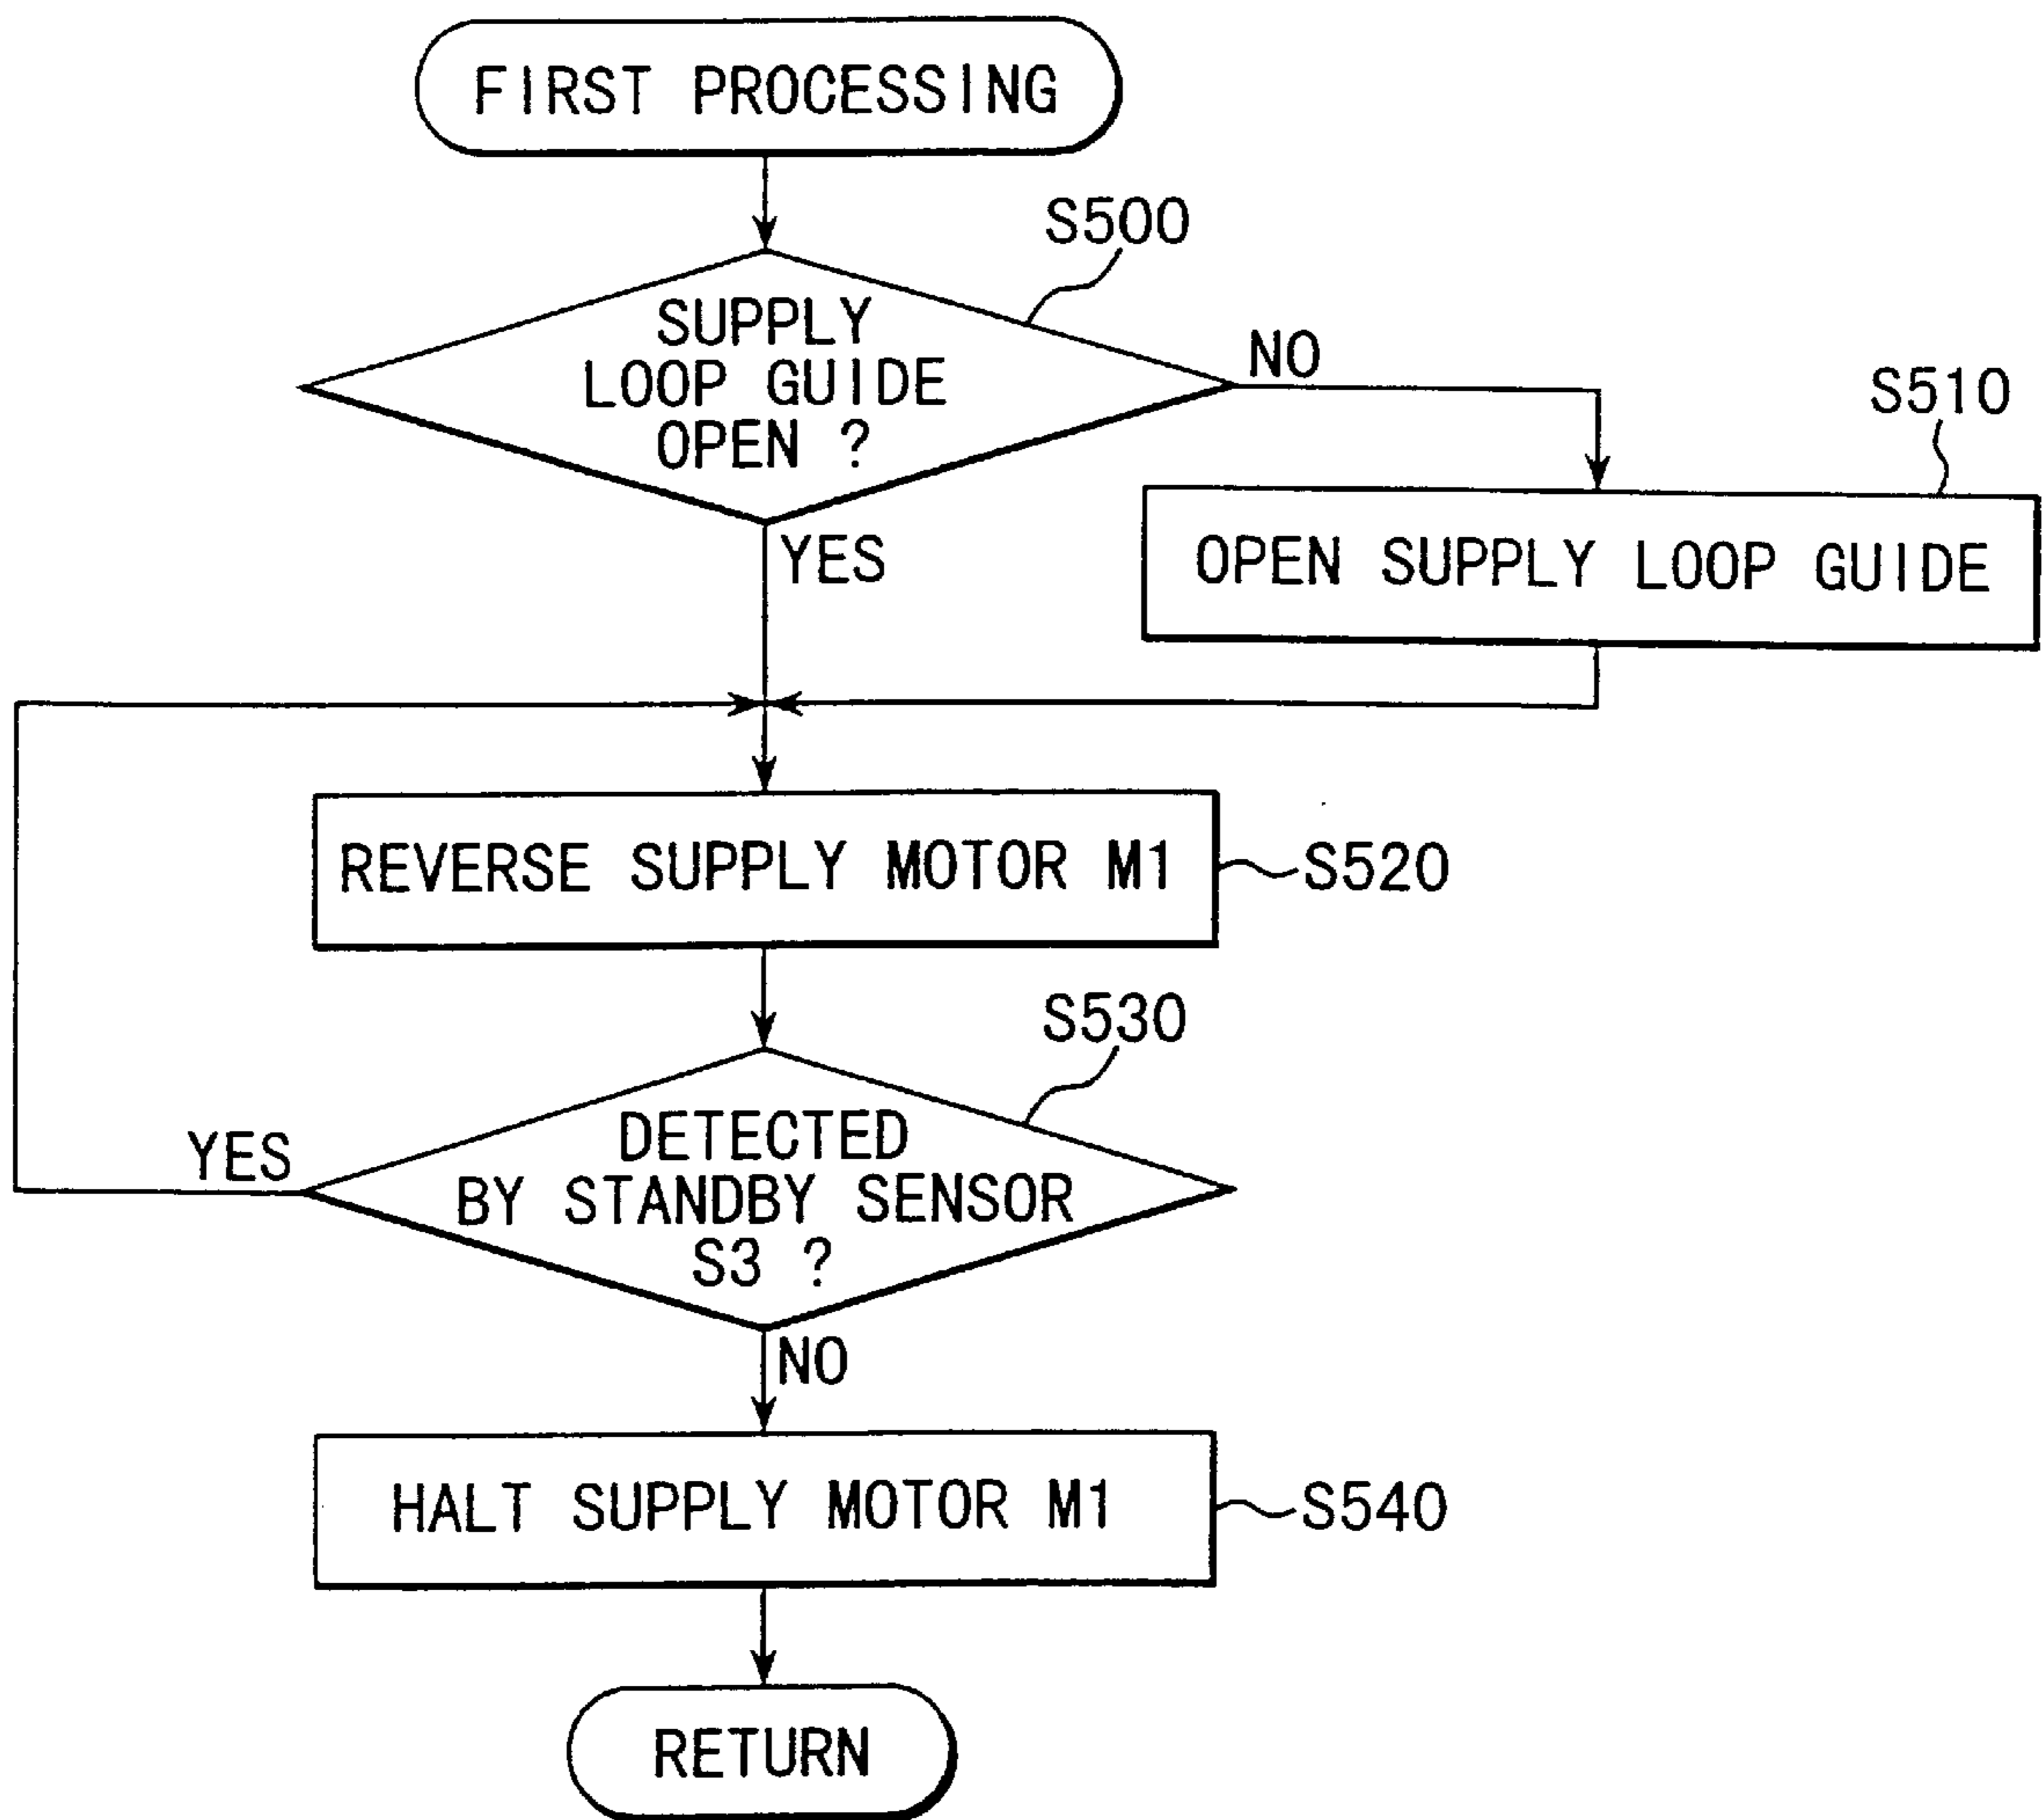 FIRST PROCESSING
S500
SUPPLY
LOOP GUIDE
OPEN ?
NO
S510
YES
OPEN SUPPLY LOOP GUIDE
REVERSE SUPPLY MOTOR M1
S520
S530
DETECTED
BY STANDBY SENSOR
S3 ?
YES
NO
HALT SUPPLY MOTOR M1
S540
RETURN